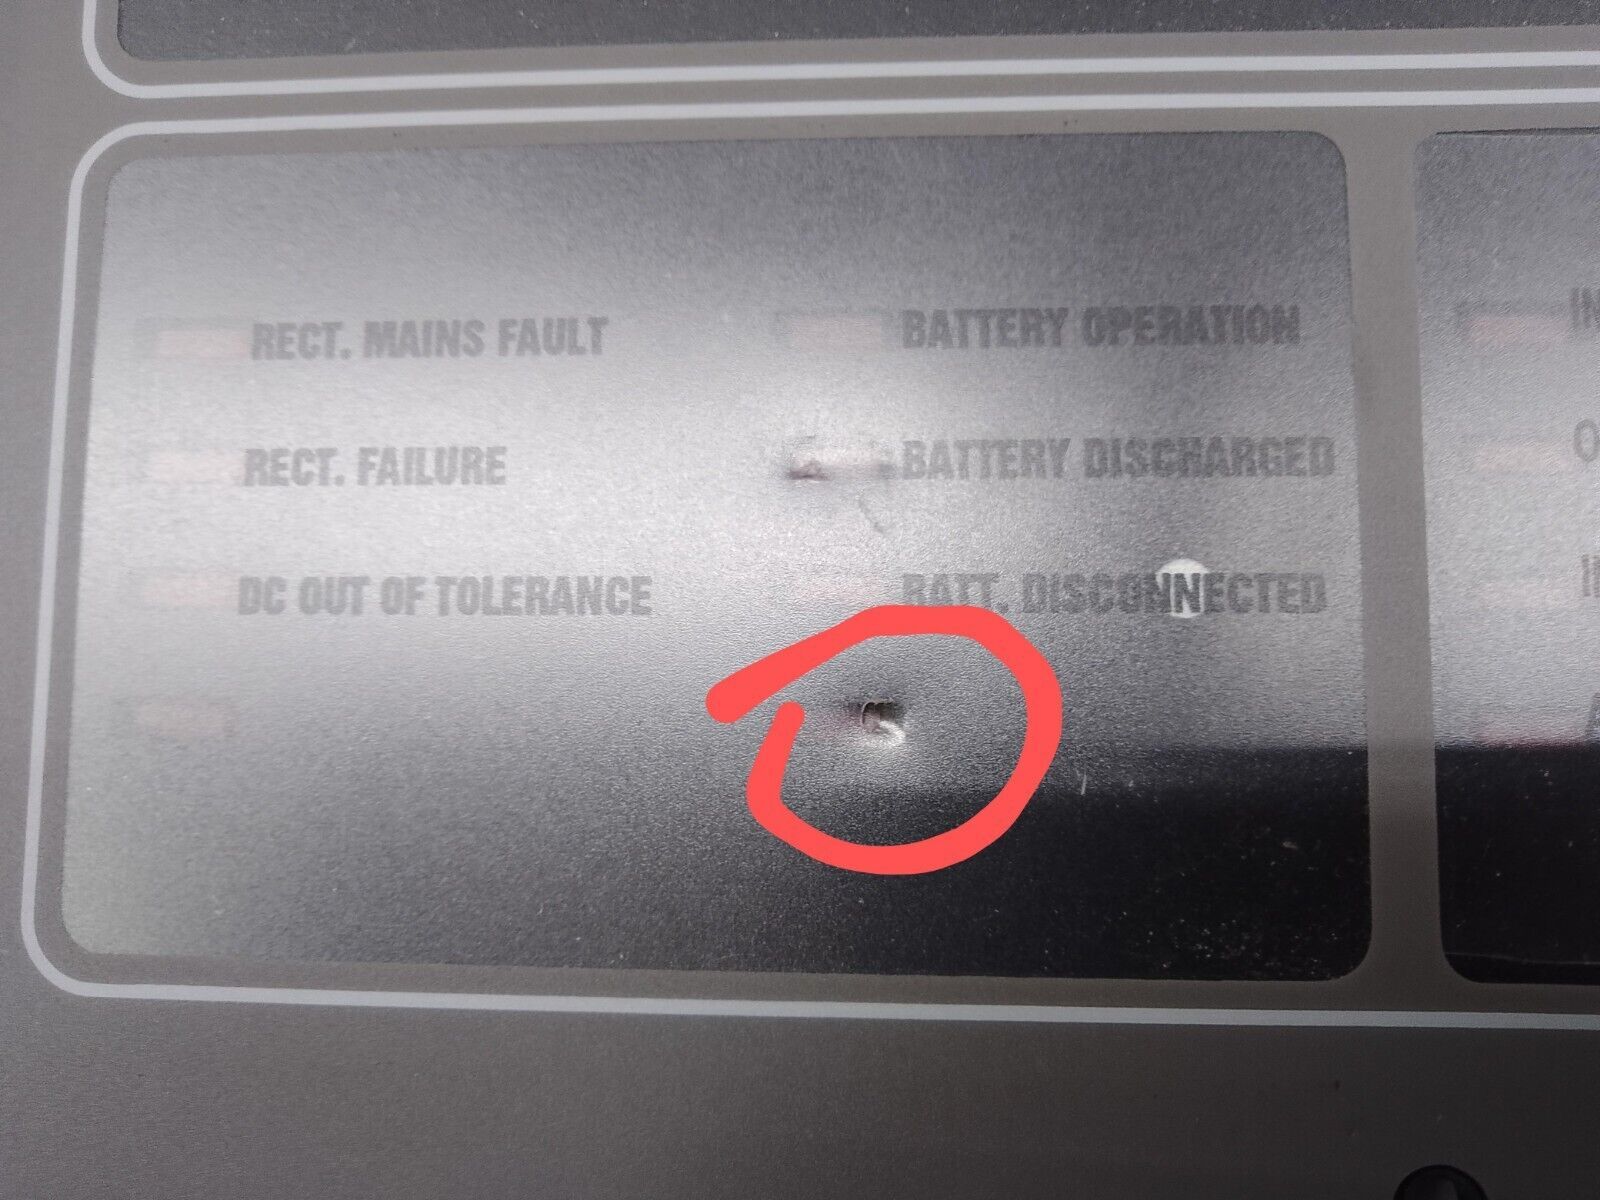 RECT. MAINS FAULT
RECT. FAILURE
DC OUT OF TOLERANCE
BATTERY OPERATION
BATTERY DISCHARGED
BATT. DISCONNECTED